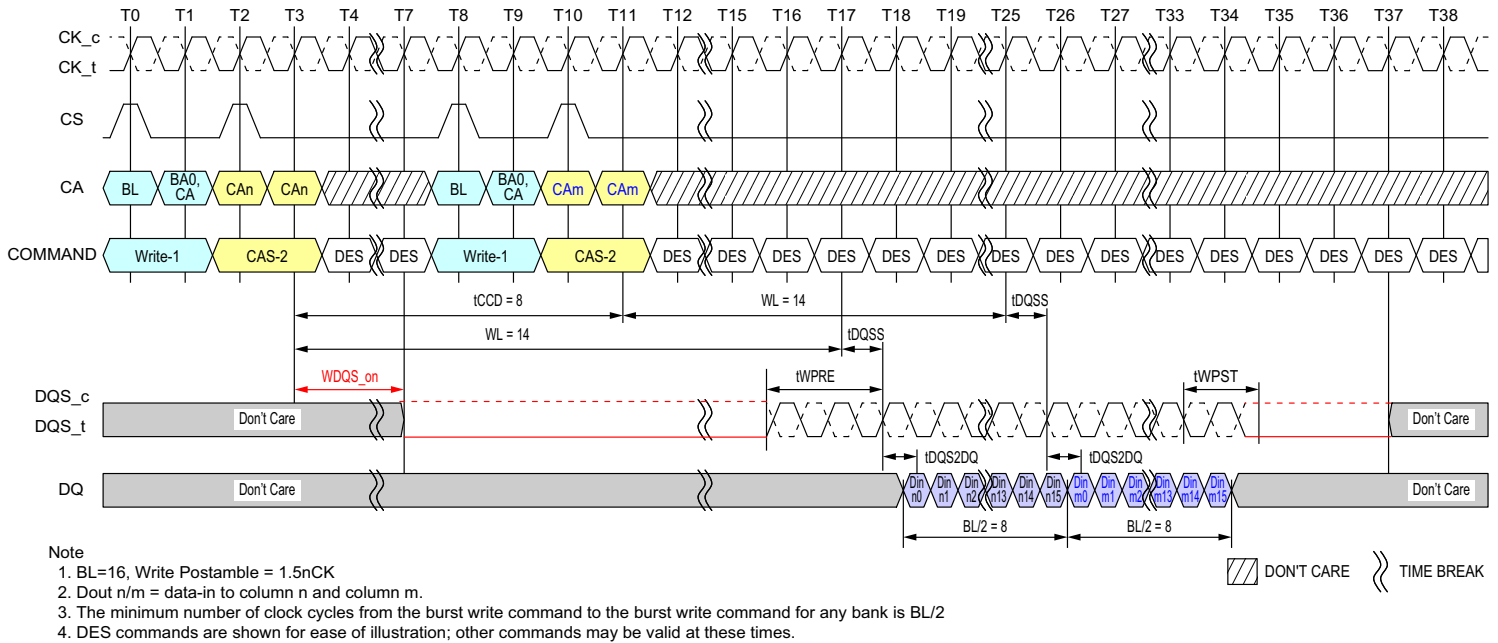 T0 T1 T2 T3 T4 T7 T8 T9 T10 T11 T12 T15 T16 T17 T18 T19 T25 T26 T27 T33 T34 T35 T36 T37 T38
CK_c
CK_t
CS
CA BL BA0, CA CAn CAn BL BA0, CA CAm CAm
COMMAND Write-1 CAS-2 DES DES Write-1 CAS-2 DES DES DES DES DES DES DES DES DES DES DES DES DES DES DES
tCCD = 8 WL = 14 tDQSS
WL = 14 tDQSS
WDQS_on tWPRE tWPST
DQS_c
DQS_t Don't Care Don't Care
tDQS2DQ tDQS2DQ
DQ Don't Care Din n0 Din n1 Din n2 Din n13 Din n14 Din n15 Din m0 Din m1 Din m2 Din m13 Din m14 Din m15 Don't Care
BL/2 = 8 BL/2 = 8
Note
1. BL=16, Write Postamble = 1.5nCK
2. Dout n/m = data-in to column n and column m.
3. The minimum number of clock cycles from the burst write command to the burst write command for any bank is BL/2
4. DES commands are shown for ease of illustration; other commands may be valid at these times.
DON'T CARE TIME BREAK